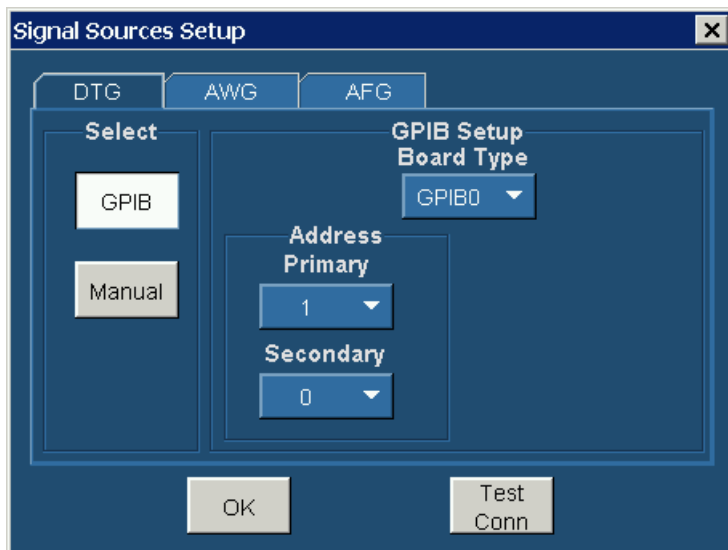 Signal Sources Setup
DTG
AWG
AFG
Select
GPIB
Manual
GPIB Setup
Board Type
GPIB0
Address
Primary
1
Secondary
0
OK
Test
Conn